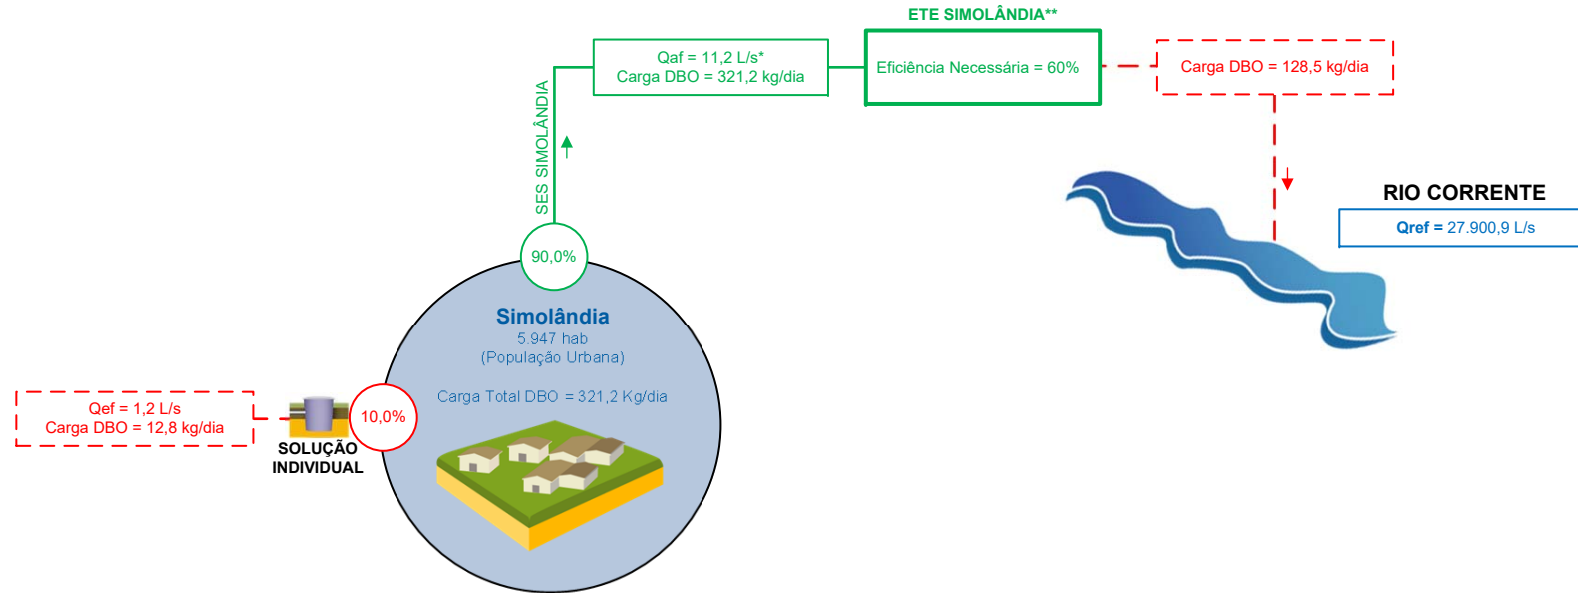 ETE SIMOLÂNDIA**
Qaf = 11,2 L/s*
Carga DBO = 321,2 kg/dia
Eficiência Necessária = 60%
Carga DBO = 128,5 kg/dia
SES SIMOLÂNDIA
RIO CORRENTE
Qref = 27.900,9 L/s
90,0%
Simolândia
5.947 hab
(População Urbana)
Carga Total DBO = 321,2 Kg/dia
Qef = 1,2 L/s
Carga DBO = 12,8 kg/dia
10,0%
SOLUÇÃO
INDIVIDUAL